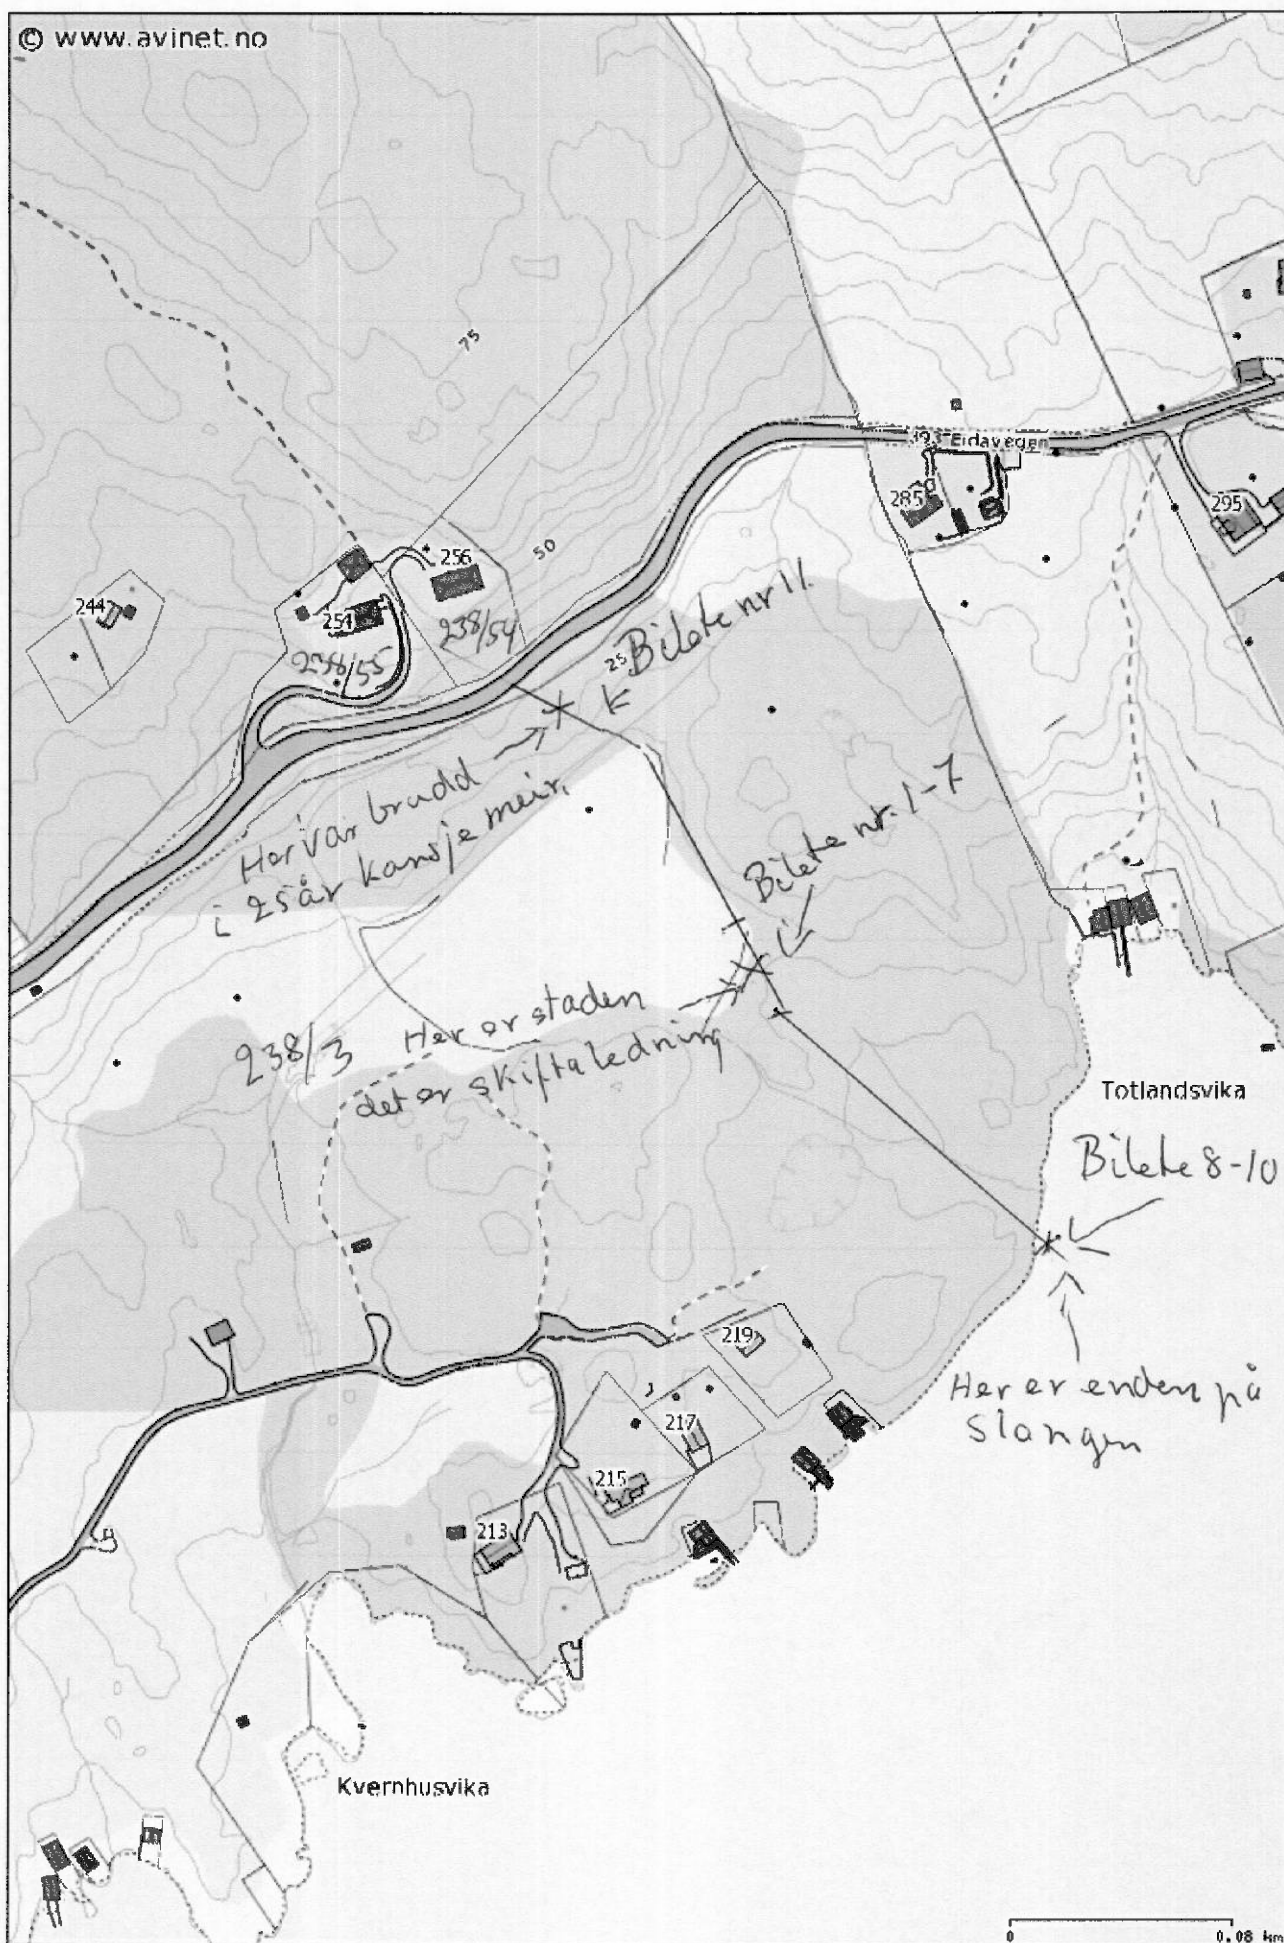 © www.avinet.no
75
393 Eidavegen
285
295
50
256
244
254
238/54
238/55
25
Bilete nr 11.
Her var brudd
i 25 år kansje meir.
Bilete nr. 1-7
Her er staden
det er skifta ledning
238/3
Totlandsvika
Bilete 8-10
Her er enden på
slangen
219
217
215
213
Kvernhusvika
0 0.08 km